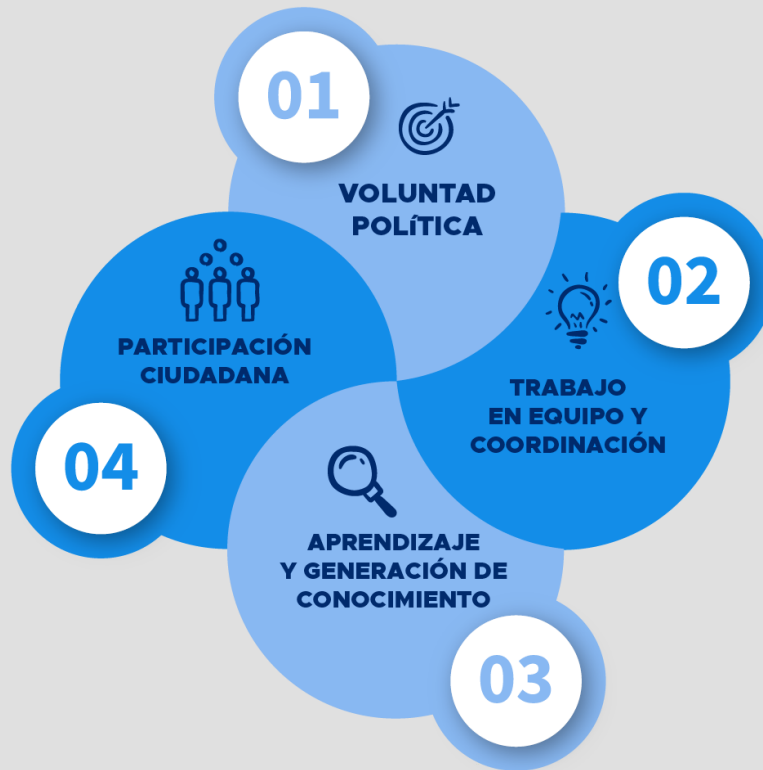 01
VOLUNTAD
POLíTICA
02
TRABAJO
EN EQUIPO Y
COORDINACIÓN
03
APRENDIZAJE
Y GENERACIÓN DE
CONOCIMIENTO
04
PARTICIPACIÓN
CIUDADANA